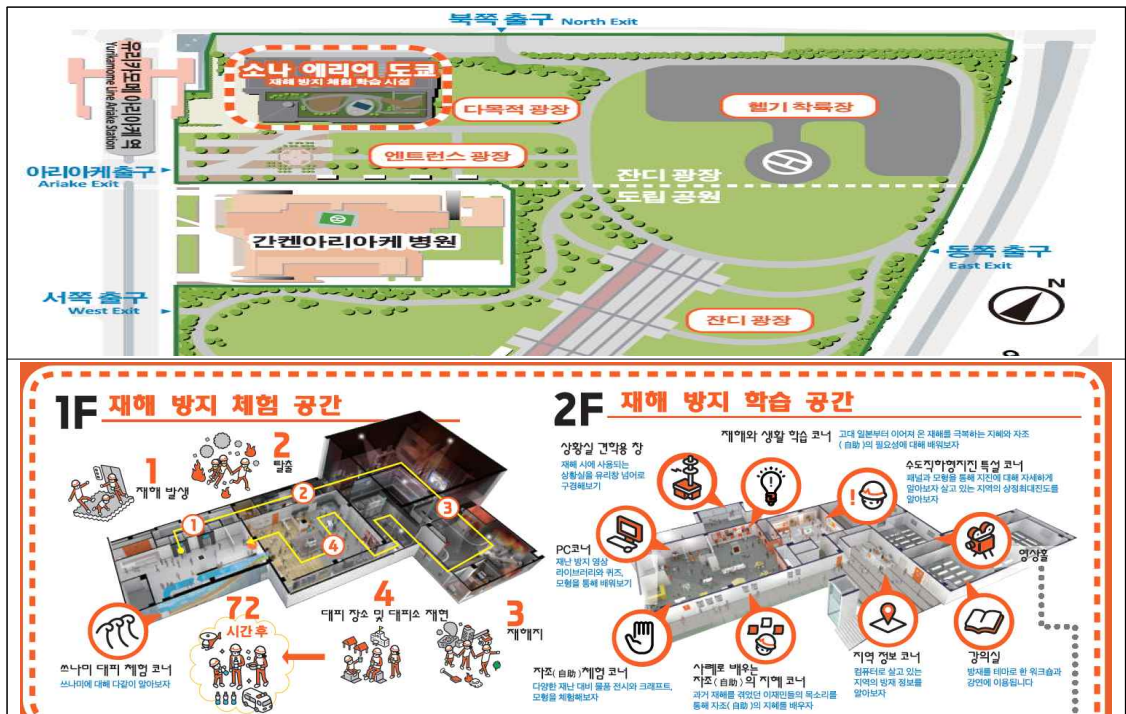 북쪽 출구 North Exit
유리카모메 아리아케 역
Yurikamome Line Ariake Station
소나 에리어 도쿄
재해 방지 체험 학습 시설
다목적 광장
헬기 착륙장
엔트런스 광장
아리아케 출구
Ariake Exit
잔디 광장
도립 공원
간켄아리아케 병원
동쪽 출구
East Exit
서쪽 출구
West Exit
잔디 광장
N
1F 재해 방지 체험 공간
1
재해 발생
2
탈출
1
2
3
4
쓰나미 대피 체험 코너
쓰나미에 대해 다같이 알아보자
72
시간 후
4
대피 장소 및 대피소 재현
3
재해지
2F 재해 방지 학습 공간
상황실 견학용 창
재해 시에 사용되는
상황실을 유리창 넘어로
구경해보기
재해와 생활 학습 코너
고대 일본부터 이어져 온 재해를 극복하는 지혜와 자조
(自助)의 필요성에 대해 배워보자
수도직하형지진 특설 코너
패널과 모형을 통해 지진에 대해 자세하게
알아보자 살고 있는 지역의 상정최대진도를
알아보자
PC코너
재난 방지 영상
라이브러리와 퀴즈,
모형을 통해 배워보기
영상홀
자조(自助)체험 코너
다양한 재난 대비 물품 전시와 크래프트,
모형을 체험해보자
사례로 배우는
자조(自助)의 지혜 코너
과거 재해를 겪었던 이재민들의 목소리를
통해 자조(自助)의 지혜를 배우자
지역 정보 코너
컴퓨터로 살고 있는
지역의 방재 정보를
알아보자
강의실
방재를 테마로 한 워크숍과
강연에 이용됩니다